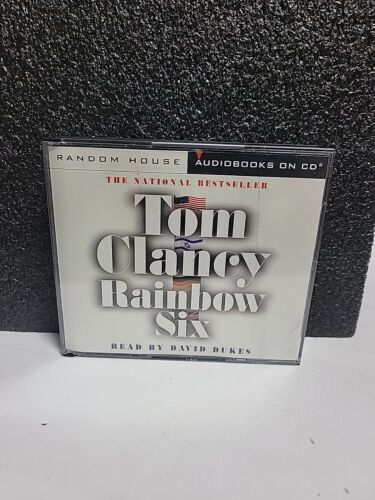 RANDOM HOUSE AUDIOBOOKS ON CD®
THE NATIONAL BESTSELLER
Tom
Clancy
Rainbow
Six
READ BY DAVID DUKES